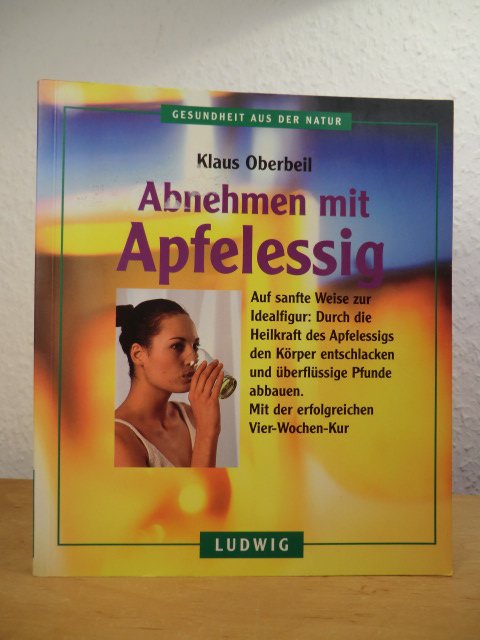 GESUNDHEIT AUS DER NATUR
Klaus Oberbeil
Abnehmen mit
Apfelessig
Auf sanfte Weise zur
Idealfigur: Durch die
Heilkraft des Apfelessigs
den Körper entschlacken
und überflüssige Pfunde
abbauen.
Mit der erfolgreichen
Vier-Wochen-Kur
LUDWIG